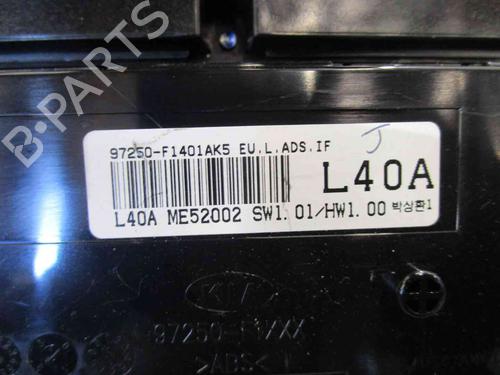 97250-F1401AK5 EU.L.ADS.IF
L40A
L40A ME52002 SW1.01/HW1.00 박상환1
J
KIA
97250-F1XXX
>ABS<
B-PARTS